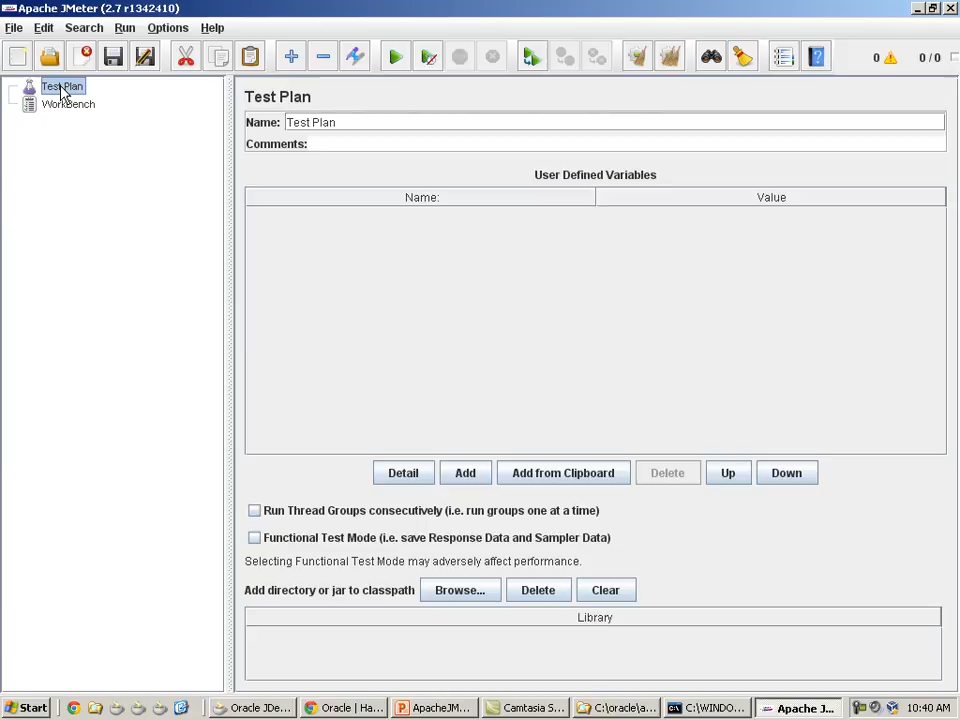 Apache JMeter (2.7 r1342410)
File Edit Search Run Options Help
0 0 / 0
Test Plan
WorkBench
Test Plan
Name: Test Plan
Comments:
User Defined Variables
Name: Value
Detail Add Add from Clipboard Delete Up Down
Run Thread Groups consecutively (i.e. run groups one at a time)
Functional Test Mode (i.e. save Response Data and Sampler Data)
Selecting Functional Test Mode may adversely affect performance.
Add directory or jar to classpath Browse... Delete Clear
Library
Start Oracle JDe... Oracle | Ha... ApacheJM... Camtasia S... C:\oracle\a... C:\WINDO... Apache J... 10:40 AM